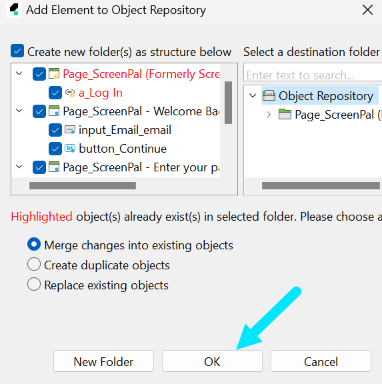 Add Element to Object Repository
Create new folder(s) as structure below
Select a destination folder
Page_ScreenPal (Formerly Scre
a_Log In
Page_ScreenPal - Welcome Bac
input_Email_email
button_Continue
Page_ScreenPal - Enter your pa
Enter text to search...
Object Repository
Page_ScreenPal (
Highlighted object(s) already exist(s) in selected folder. Please choose a
Merge changes into existing objects
Create duplicate objects
Replace existing objects
New Folder
OK
Cancel